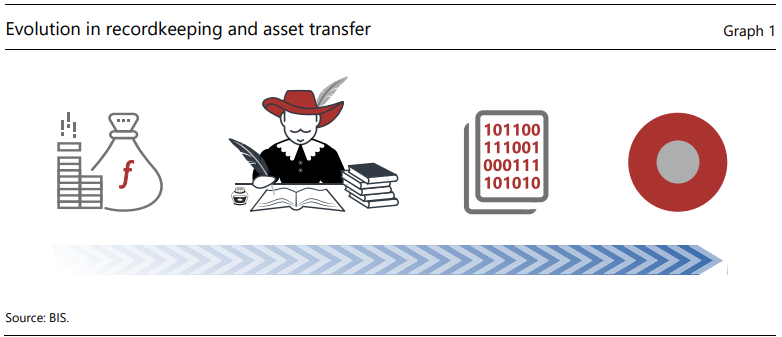 Evolution in recordkeeping and asset transfer
Graph 1
ƒ
101100
111001
000111
101010
Source: BIS.